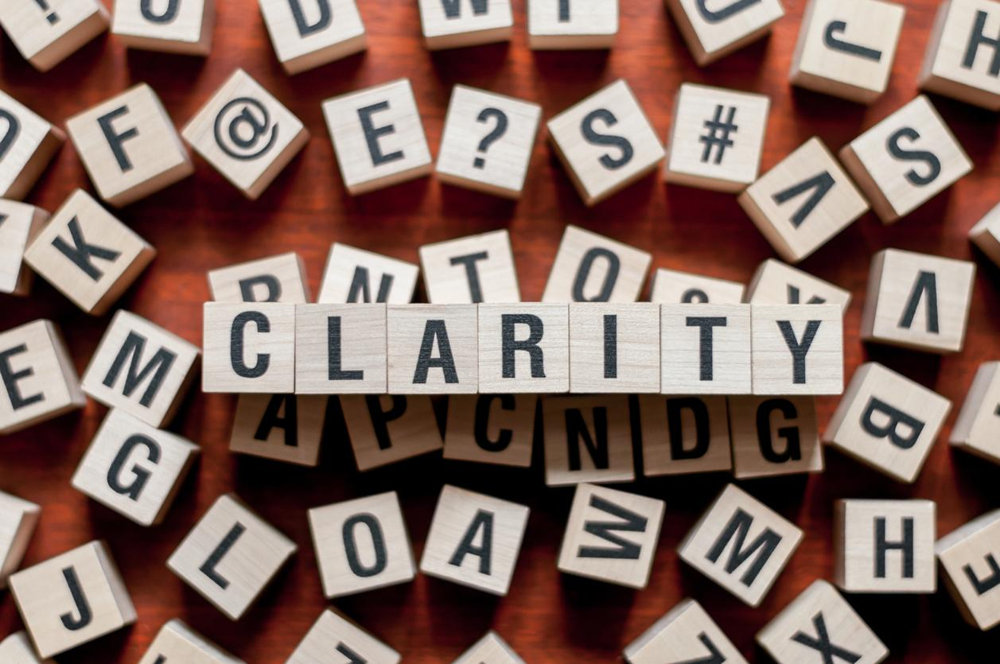 ! U D W T J J H
F @ E ? S # V S
K N T Q V
CLARITY
E M A P C N D G B
G
L O A W M H E
J X